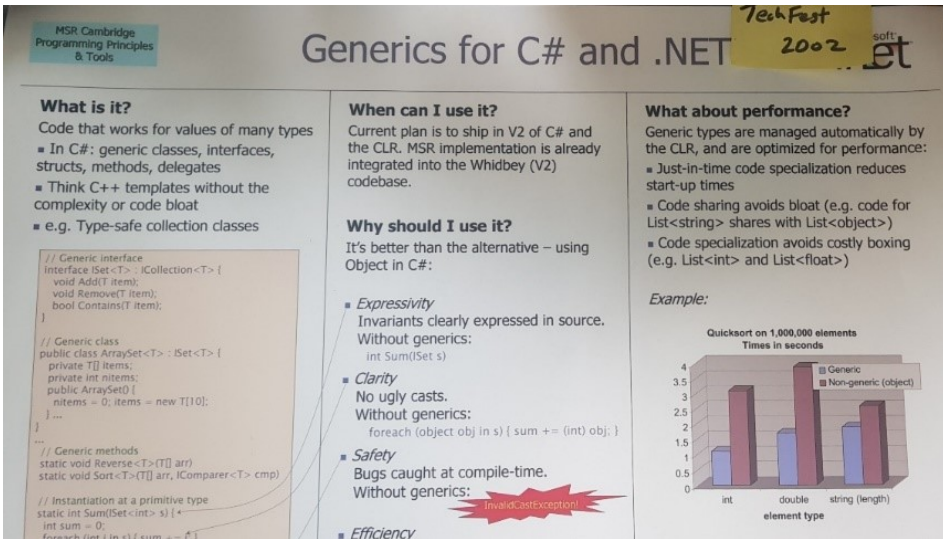 MSR Cambridge
Programming Principles
& Tools
Generics for C# and .NET
TechFest
2002
soft
et
What is it?
Code that works for values of many types
▪ In C#: generic classes, interfaces,
structs, methods, delegates
▪ Think C++ templates without the
complexity or code bloat
▪ e.g. Type-safe collection classes
// Generic interface
interface ISet<T> : ICollection<T> {
void Add(T item);
void Remove(T item);
bool Contains(T item);
}
// Generic class
public class ArraySet<T> : ISet<T> {
private T[] items;
private int nitems;
public ArraySet() {
nitems = 0; items = new T[10];
} ...
}
...
// Generic methods
static void Reverse<T>(T[] arr)
static void Sort<T>(T[] arr, IComparer<T> cmp)
// Instantiation at a primitive type
static int Sum(ISet<int> s) {
int sum = 0;
foreach (int i in s) { sum += i; }
When can I use it?
Current plan is to ship in V2 of C# and
the CLR. MSR implementation is already
integrated into the Whidbey (V2)
codebase.
Why should I use it?
It's better than the alternative – using
Object in C#:
▪ Expressivity
Invariants clearly expressed in source.
Without generics:
int Sum(ISet s)
▪ Clarity
No ugly casts.
Without generics:
foreach (object obj in s) { sum += (int) obj; }
▪ Safety
Bugs caught at compile-time.
Without generics:
InvalidCastException!
▪ Efficiency
What about performance?
Generic types are managed automatically by
the CLR, and are optimized for performance:
▪ Just-in-time code specialization reduces
start-up times
▪ Code sharing avoids bloat (e.g. code for
List<string> shares with List<object>)
▪ Code specialization avoids costly boxing
(e.g. List<int> and List<float>)
Example:
Quicksort on 1,000,000 elements
Times in seconds
Generic
Non-generic (object)
4
3.5
3
2.5
2
1.5
1
0.5
0
int double string (length)
element type